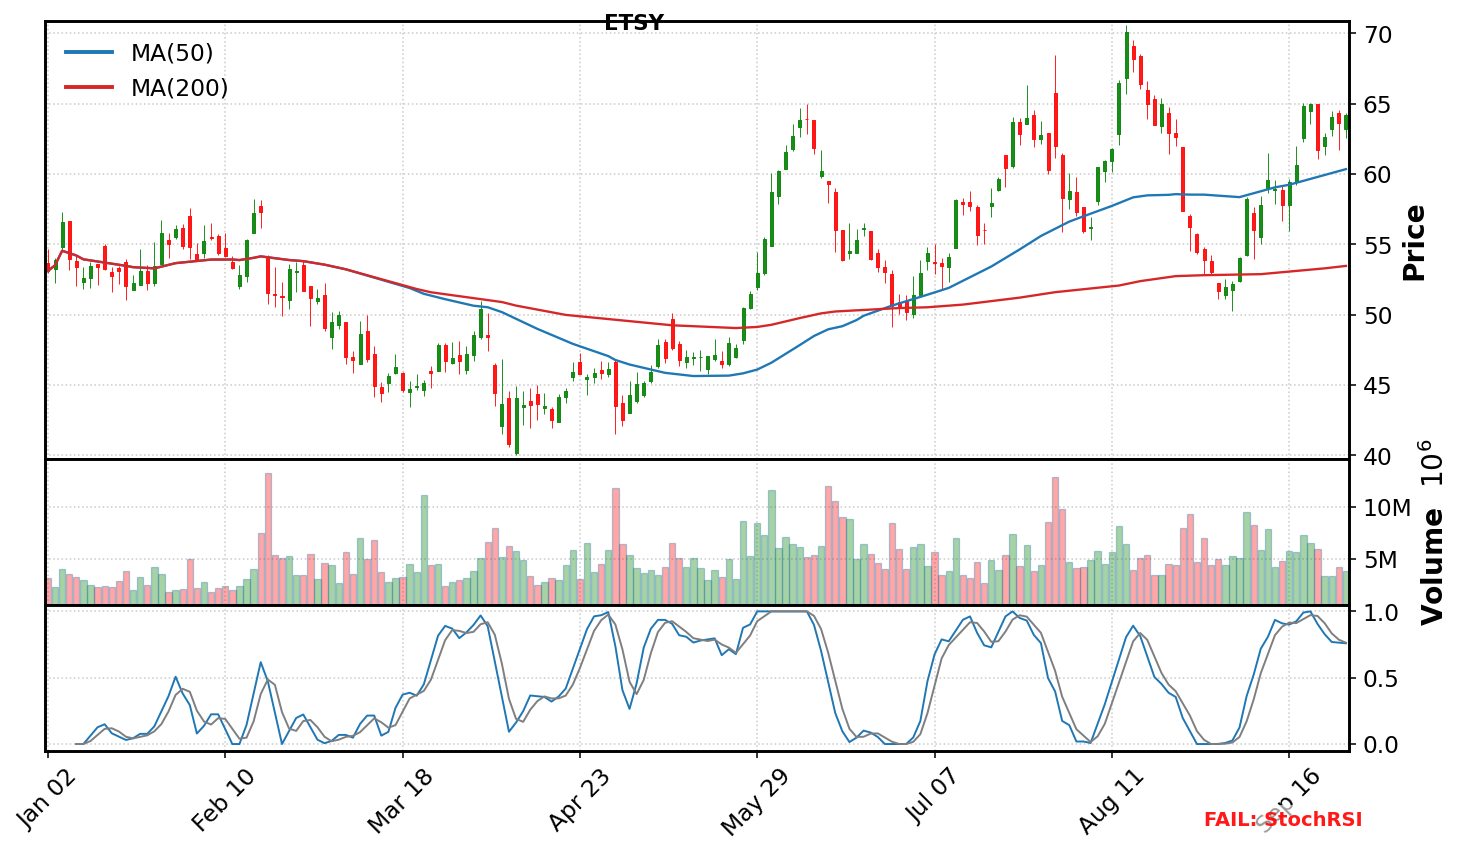 ETSY
MA(50)
MA(200)
70
65
60
55
50
45
40
Price
10M
5M
Volume 10⁶
1.0
0.5
0.0
Jan 02
Feb 10
Mar 18
Apr 23
May 29
Jul 07
Aug 11
Sep 16
FAIL: StochRSI